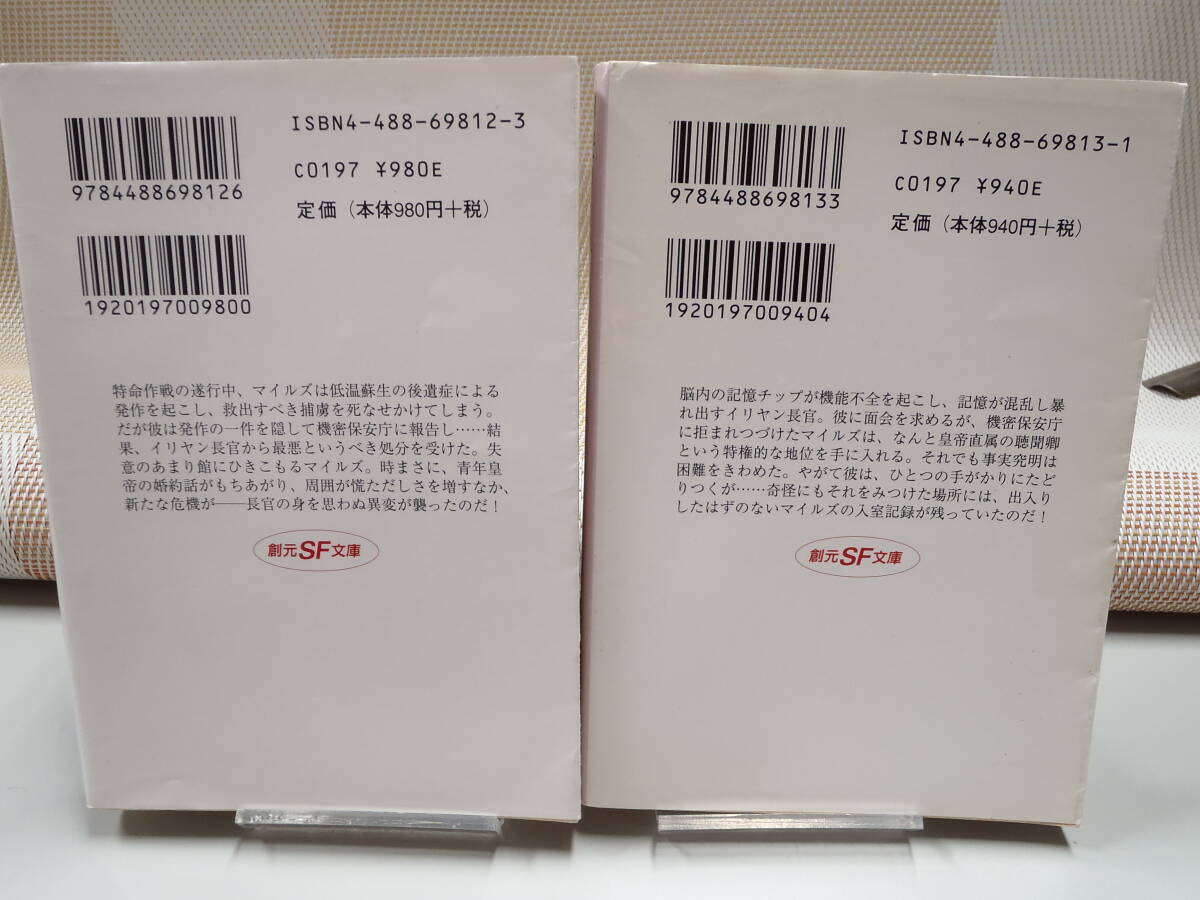 ISBN4-488-69812-3
9784488698126
C0197 ¥980E
定価（本体980円＋税）
1920197009800
特命作戦の遂行中、マイルズは低温蘇生の後遺症による
発作を起こし、救出すべき捕虜を死なせかけてしまう。
だが彼は発作の一件を隠して機密保安庁に報告し……結
果、イリヤン長官から最悪というべき処分を受けた。失
意のあまり館にひきこもるマイルズ。時まさに、青年皇
帝の婚約話がもちあがり、周囲が慌ただしさを増すなか、
新たな危機が――長官の身を思わぬ異変が襲ったのだ！
創元SF文庫
ISBN4-488-69813-1
9784488698133
C0197 ¥940E
定価（本体940円＋税）
1920197009404
脳内の記憶チップが機能不全を起こし、記憶が混乱し暴
れ出すイリヤン長官。彼に面会を求めるが、機密保安庁
に拒まれつづけたマイルズは、なんと皇帝直属の聴聞卿
という特権的な地位を手に入れる。それでも事実究明は
困難をきわめた。やがて彼は、ひとつの手がかりにたど
りつくが……奇怪にもそれをみつけた場所には、出入り
したはずのないマイルズの入室記録が残っていたのだ！
創元SF文庫